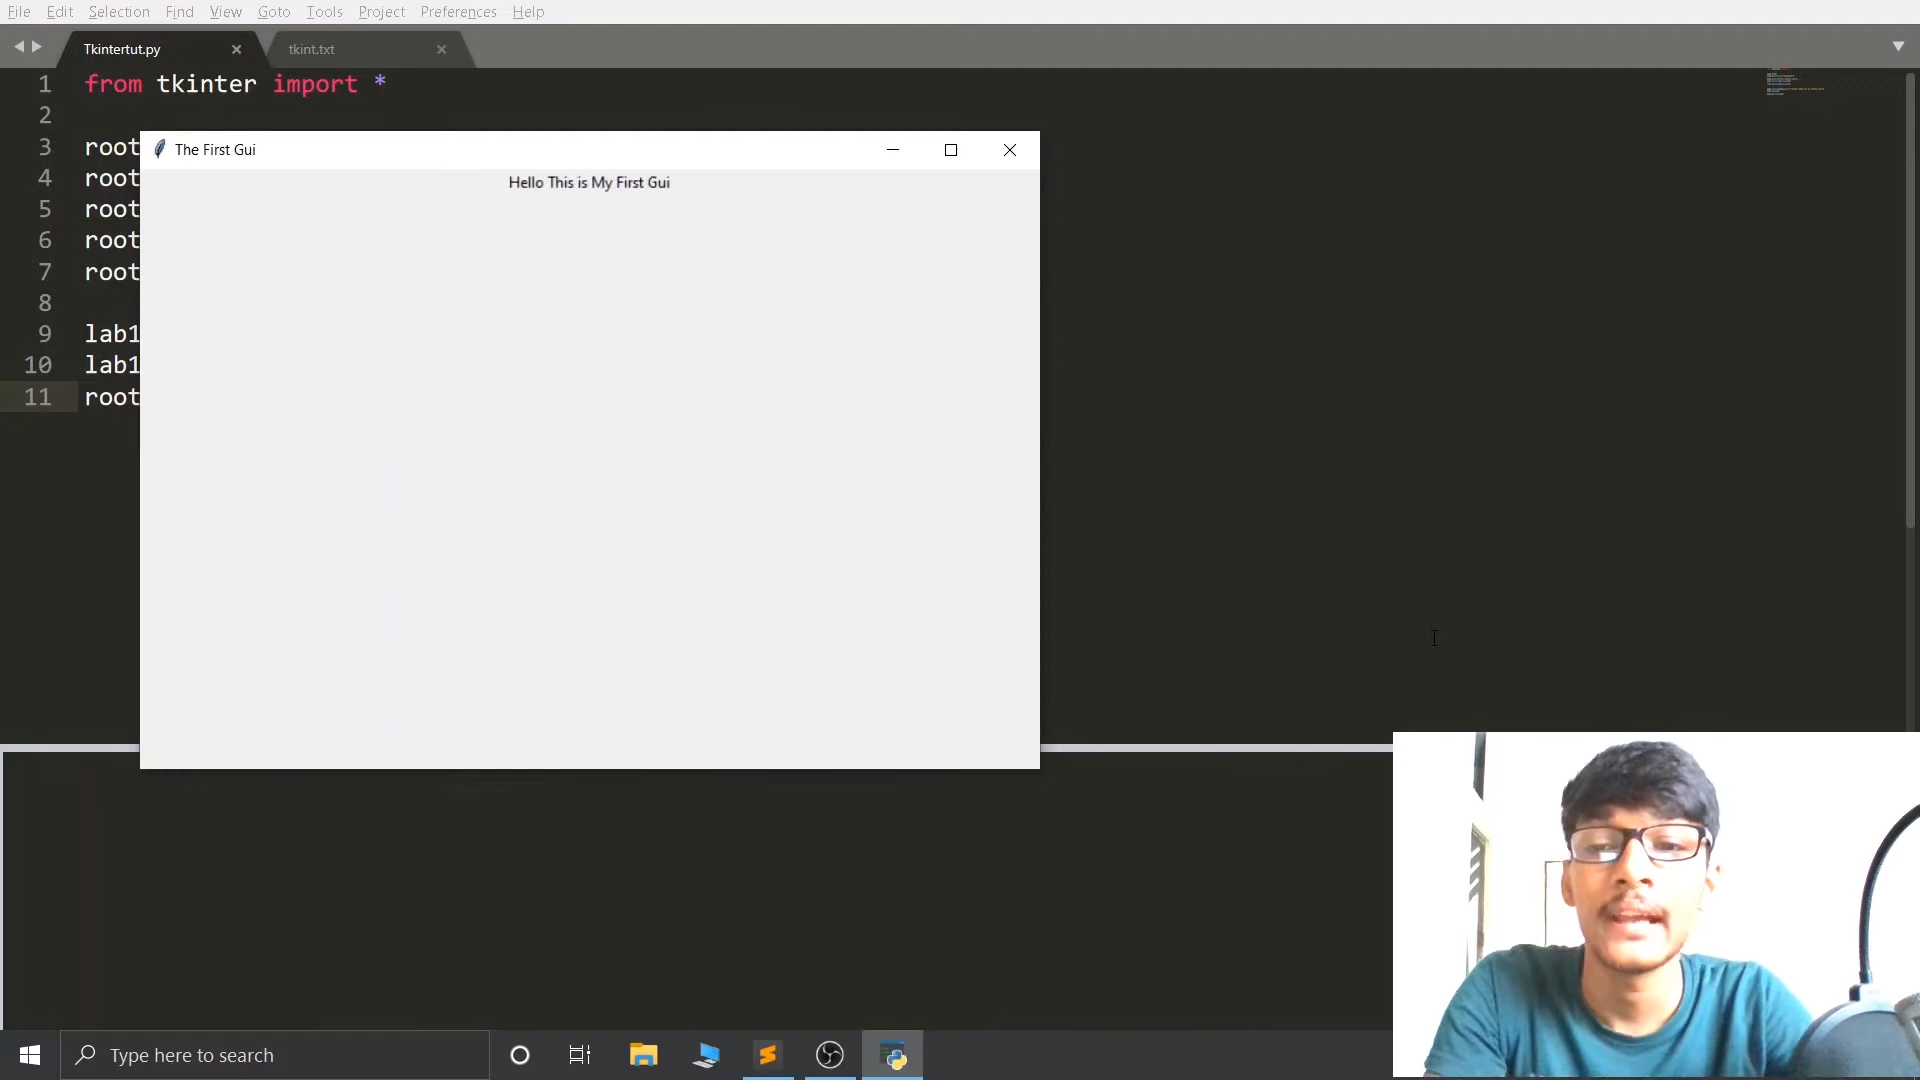 File Edit Selection Find View Goto Tools Project Preferences Help
Tkintertut.py × tkint.txt ×
1 from tkinter import *
2
3 root
4 root
5 root
6 root
7 root
8
9 lab1
10 lab1
11 root
The First Gui
Hello This is My First Gui
Type here to search